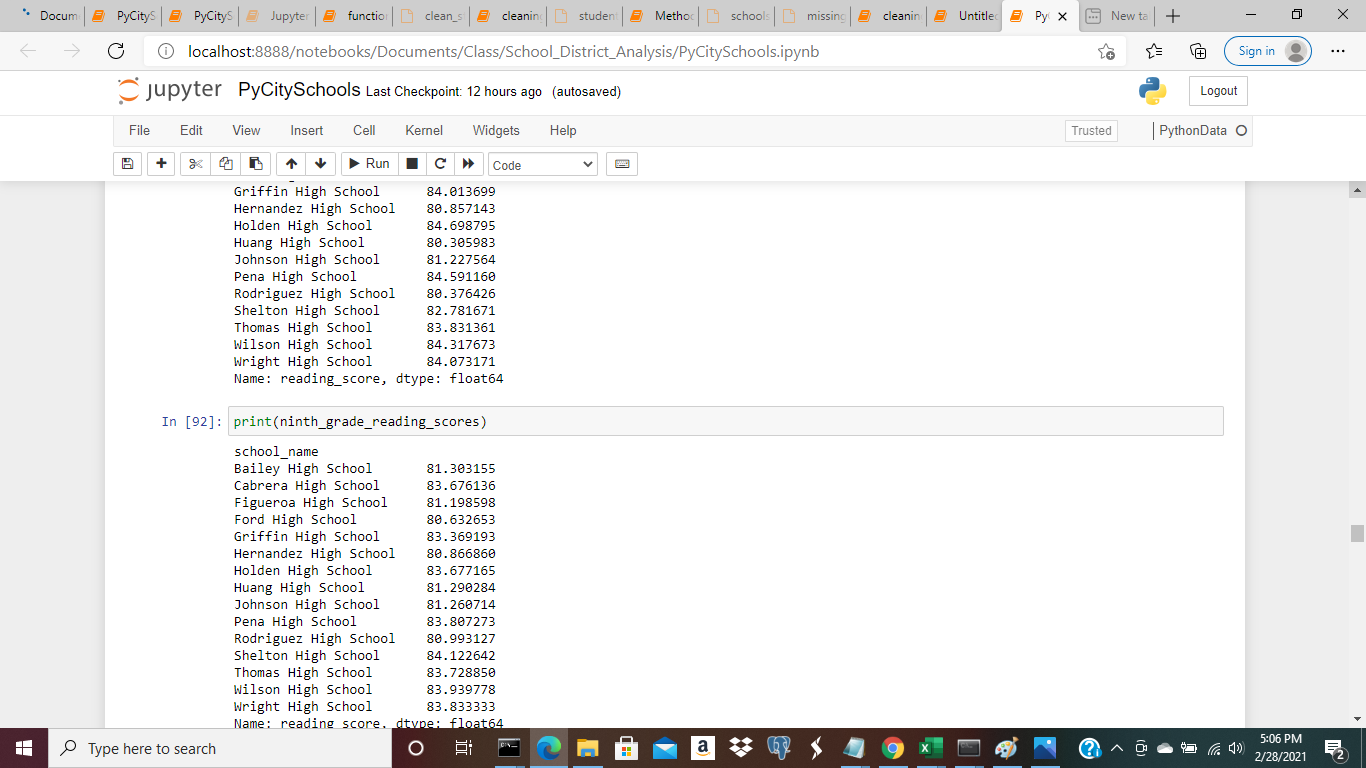 Docum PyCityS PyCityS Jupyter function clean_s cleaning student Method schools missing cleaning Untitled Py New ta
localhost:8888/notebooks/Documents/Class/School_District_Analysis/PyCitySchools.ipynb Sign in
jupyter PyCitySchools Last Checkpoint: 12 hours ago (autosaved) Logout
File Edit View Insert Cell Kernel Widgets Help Trusted PythonData
Run Code
Griffin High School 84.013699
Hernandez High School 80.857143
Holden High School 84.698795
Huang High School 80.305983
Johnson High School 81.227564
Pena High School 84.591160
Rodriguez High School 80.376426
Shelton High School 82.781671
Thomas High School 83.831361
Wilson High School 84.317673
Wright High School 84.073171
Name: reading_score, dtype: float64
In [92]: print(ninth_grade_reading_scores)
school_name
Bailey High School 81.303155
Cabrera High School 83.676136
Figueroa High School 81.198598
Ford High School 80.632653
Griffin High School 83.369193
Hernandez High School 80.866860
Holden High School 83.677165
Huang High School 81.290284
Johnson High School 81.260714
Pena High School 83.807273
Rodriguez High School 80.993127
Shelton High School 84.122642
Thomas High School 83.728850
Wilson High School 83.939778
Wright High School 83.833333
Name: reading_score, dtype: float64
Type here to search
5:06 PM
2/28/2021
2